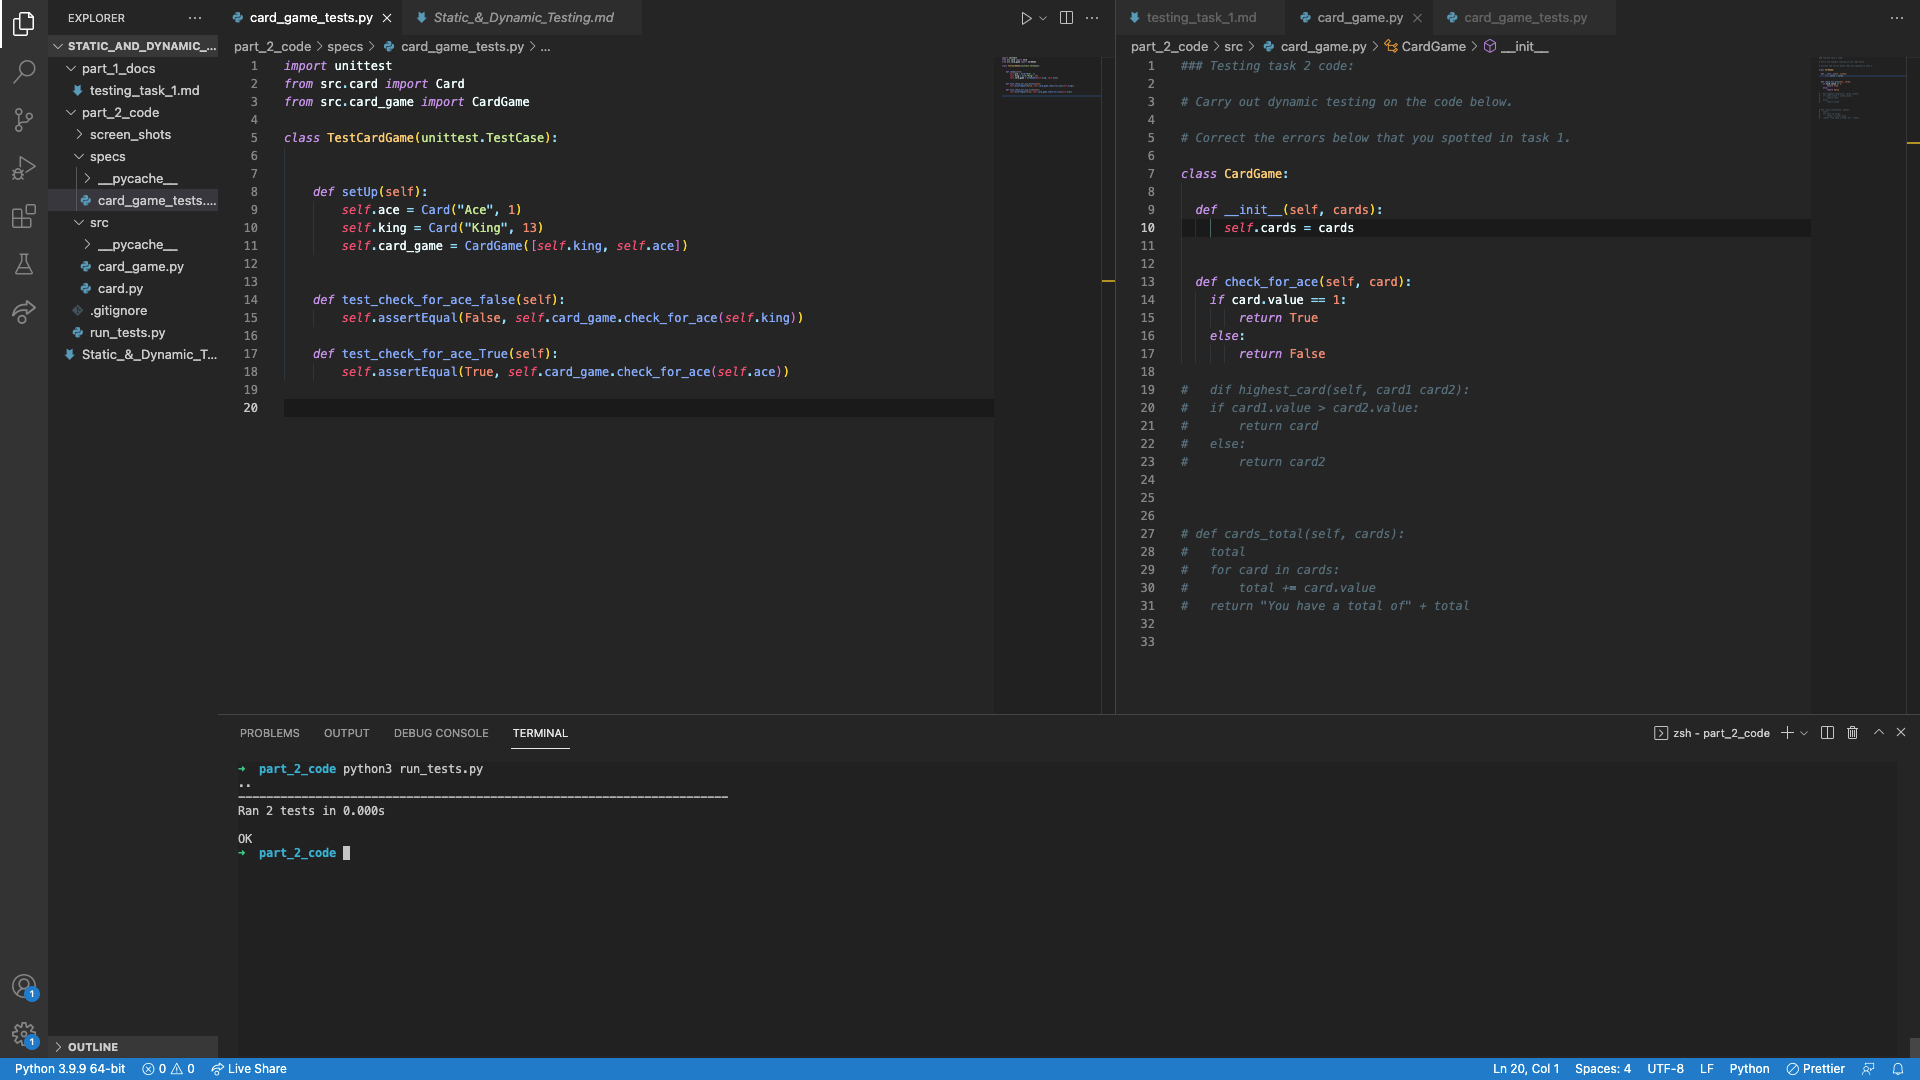 EXPLORER ···
STATIC_AND_DYNAMIC_...
part_1_docs
testing_task_1.md
part_2_code
screen_shots
specs
__pycache__
card_game_tests....
src
__pycache__
card_game.py
card.py
.gitignore
run_tests.py
Static_&_Dynamic_T...
OUTLINE
card_game_tests.py
Static_&_Dynamic_Testing.md
part_2_code > specs > card_game_tests.py > ...
1 import unittest
2 from src.card import Card
3 from src.card_game import CardGame
4
5 class TestCardGame(unittest.TestCase):
6
7
8 def setUp(self):
9 self.ace = Card("Ace", 1)
10 self.king = Card("King", 13)
11 self.card_game = CardGame([self.king, self.ace])
12
13
14 def test_check_for_ace_false(self):
15 self.assertEqual(False, self.card_game.check_for_ace(self.king))
16
17 def test_check_for_ace_True(self):
18 self.assertEqual(True, self.card_game.check_for_ace(self.ace))
19
20
testing_task_1.md
card_game.py
card_game_tests.py
part_2_code > src > card_game.py > CardGame > __init__
1 ### Testing task 2 code:
2
3 # Carry out dynamic testing on the code below.
4
5 # Correct the errors below that you spotted in task 1.
6
7 class CardGame:
8
9 def __init__(self, cards):
10 self.cards = cards
11
12
13 def check_for_ace(self, card):
14 if card.value == 1:
15 return True
16 else:
17 return False
18
19 # dif highest_card(self, card1 card2):
20 # if card1.value > card2.value:
21 # return card
22 # else:
23 # return card2
24
25
26
27 # def cards_total(self, cards):
28 # total
29 # for card in cards:
30 # total += card.value
31 # return "You have a total of" + total
32
33
PROBLEMS OUTPUT DEBUG CONSOLE TERMINAL
zsh - part_2_code
➜ part_2_code python3 run_tests.py
..
----------------------------------------------------------------------
Ran 2 tests in 0.000s
OK
➜ part_2_code
1
1
Python 3.9.9 64-bit 0 0 Live Share
Ln 20, Col 1 Spaces: 4 UTF-8 LF Python Prettier